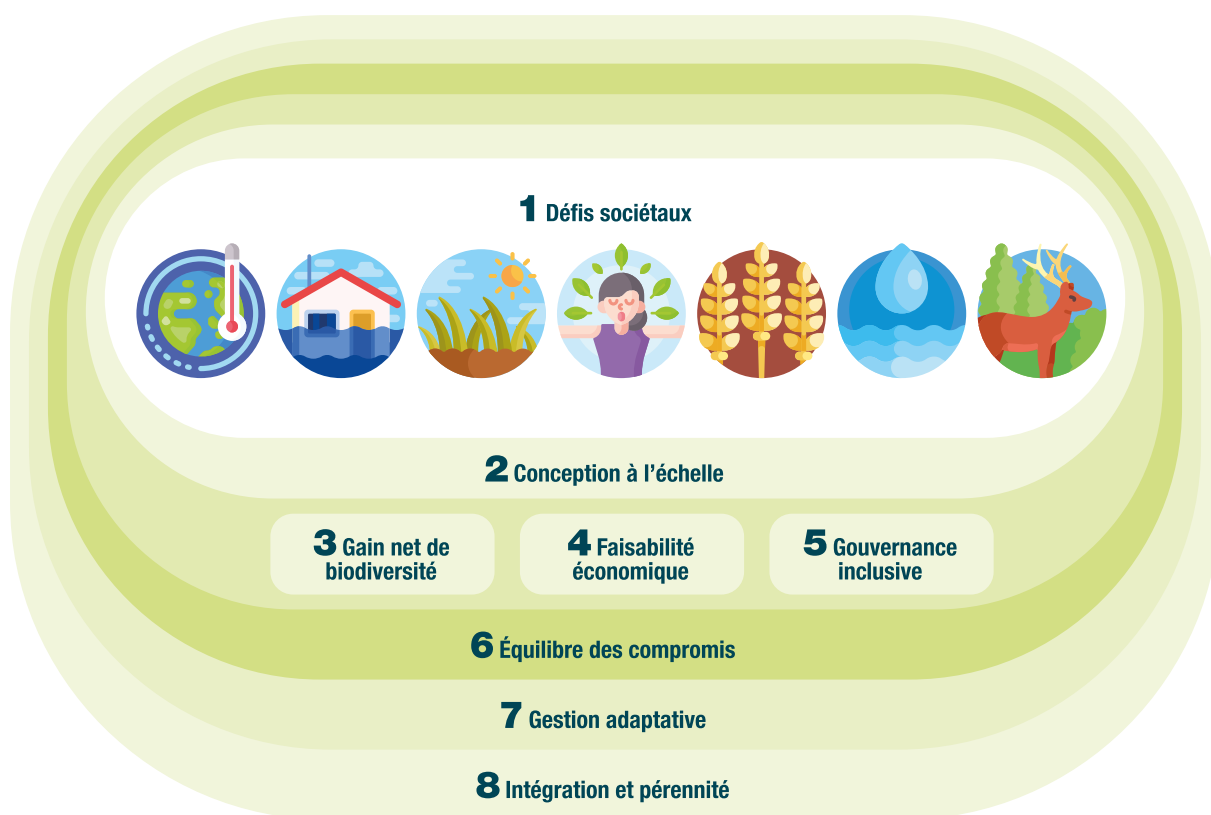 1 Défis sociétaux
2 Conception à l’échelle
3 Gain net de
biodiversité
4 Faisabilité
économique
5 Gouvernance
inclusive
6 Équilibre des compromis
7 Gestion adaptative
8 Intégration et pérennité